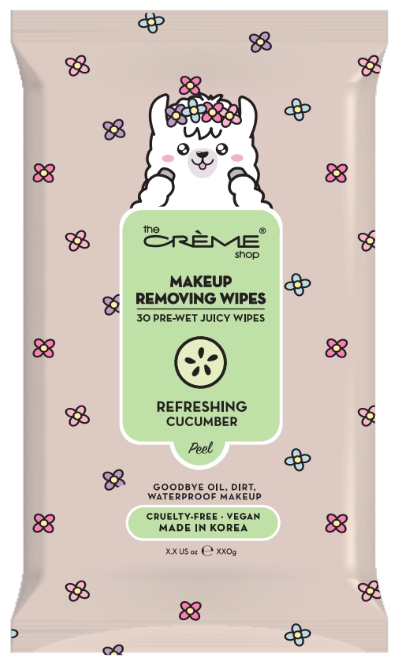 the
CRÈME®
shop
MAKEUP
REMOVING WIPES
30 PRE-WET JUICY WIPES
REFRESHING
CUCUMBER
Peel
GOODBYE OIL, DIRT,
WATERPROOF MAKEUP
CRUELTY-FREE · VEGAN
MADE IN KOREA
X.X US oz ℮ XX0g